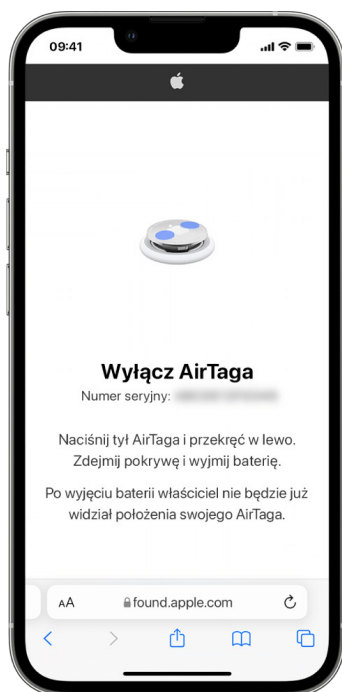 09:41
Wyłącz AirTaga
Numer seryjny:
Naciśnij tył AirTaga i przekręć w lewo.
Zdejmij pokrywę i wyjmij baterię.
Po wyjęciu baterii właściciel nie będzie już
widział położenia swojego AirTaga.
AA found.apple.com